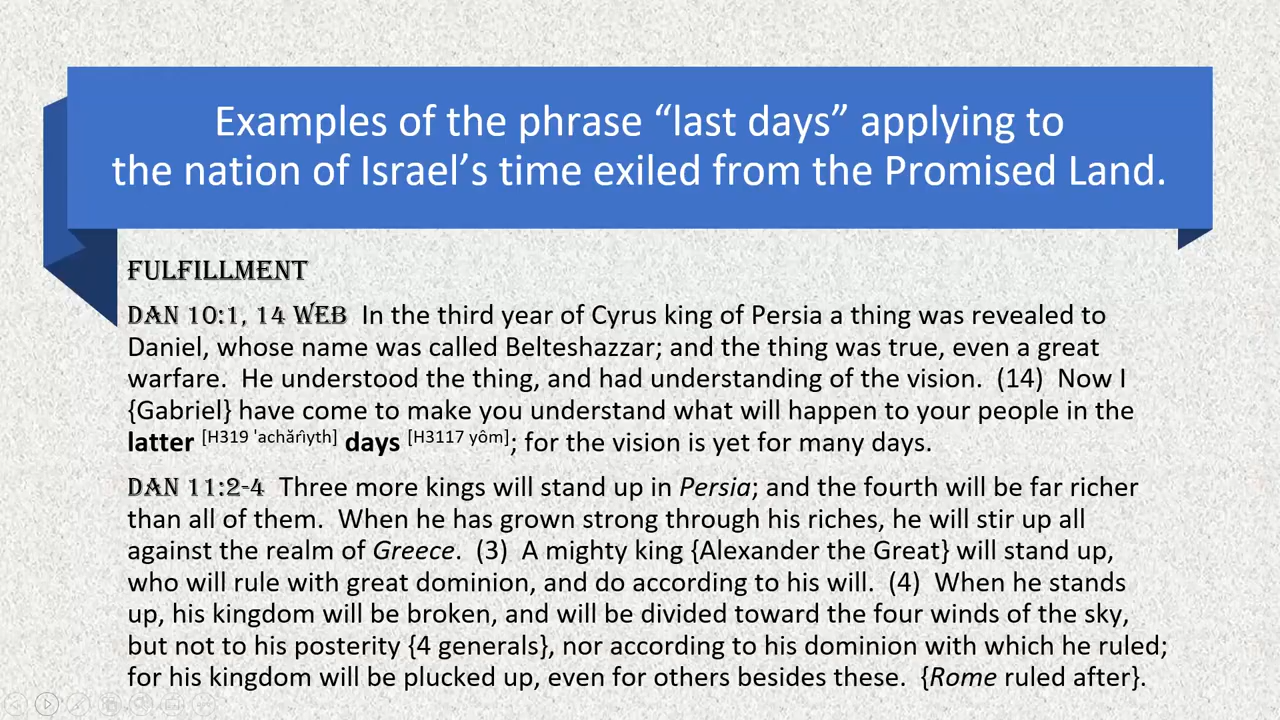 Examples of the phrase “last days” applying to
the nation of Israel’s time exiled from the Promised Land.
FULFILLMENT
DAN 10:1, 14 WEB  In the third year of Cyrus king of Persia a thing was revealed to
Daniel, whose name was called Belteshazzar; and the thing was true, even a great
warfare.  He understood the thing, and had understanding of the vision.  (14)  Now I
{Gabriel} have come to make you understand what will happen to your people in the
latter [H319 'achărîyth] days [H3117 yôm]; for the vision is yet for many days.
DAN 11:2-4  Three more kings will stand up in Persia; and the fourth will be far richer
than all of them.  When he has grown strong through his riches, he will stir up all
against the realm of Greece.  (3)  A mighty king {Alexander the Great} will stand up,
who will rule with great dominion, and do according to his will.  (4)  When he stands
up, his kingdom will be broken, and will be divided toward the four winds of the sky,
but not to his posterity {4 generals}, nor according to his dominion with which he ruled;
for his kingdom will be plucked up, even for others besides these.  {Rome ruled after}.